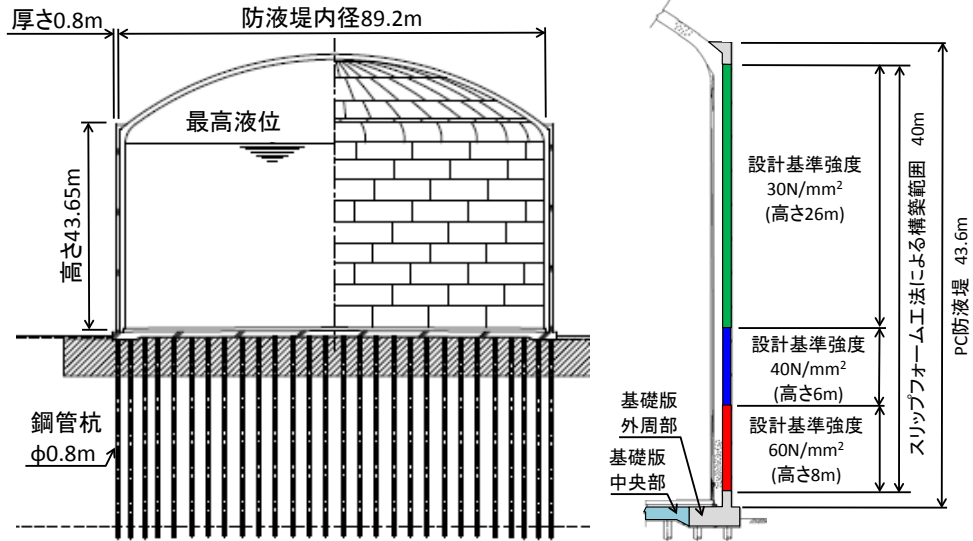 厚さ0.8m
防液堤内径89.2m
最高液位
高さ43.65m
鋼管杭
φ0.8m
設計基準強度
30N/mm²
(高さ26m)
設計基準強度
40N/mm²
(高さ6m)
設計基準強度
60N/mm²
(高さ8m)
基礎版
外周部
基礎版
中央部
スリップフォーム工法による構築範囲 40m
PC防液堤 43.6m